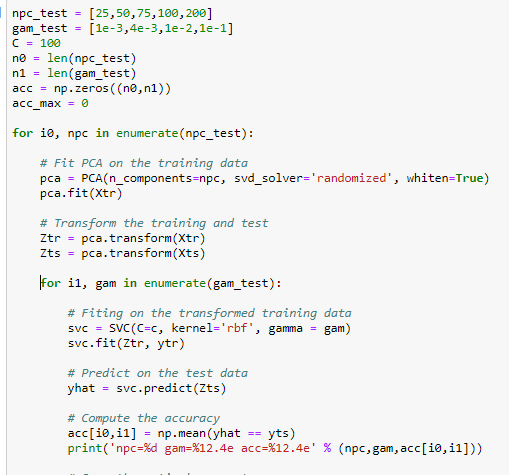 npc_test = [25,50,75,100,200]
gam_test = [1e-3,4e-3,1e-2,1e-1]
C = 100
n0 = len(npc_test)
n1 = len(gam_test)
acc = np.zeros((n0,n1))
acc_max = 0
for i0, npc in enumerate(npc_test):
# Fit PCA on the training data
pca = PCA(n_components=npc, svd_solver='randomized', whiten=True)
pca.fit(Xtr)
# Transform the training and test
Ztr = pca.transform(Xtr)
Zts = pca.transform(Xts)
for i1, gam in enumerate(gam_test):
# Fiting on the transformed training data
svc = SVC(C=c, kernel='rbf', gamma = gam)
svc.fit(Ztr, ytr)
# Predict on the test data
yhat = svc.predict(Zts)
# Compute the accuracy
acc[i0,i1] = np.mean(yhat == yts)
print('npc=%d gam=%12.4e acc=%12.4e' % (npc,gam,acc[i0,i1]))